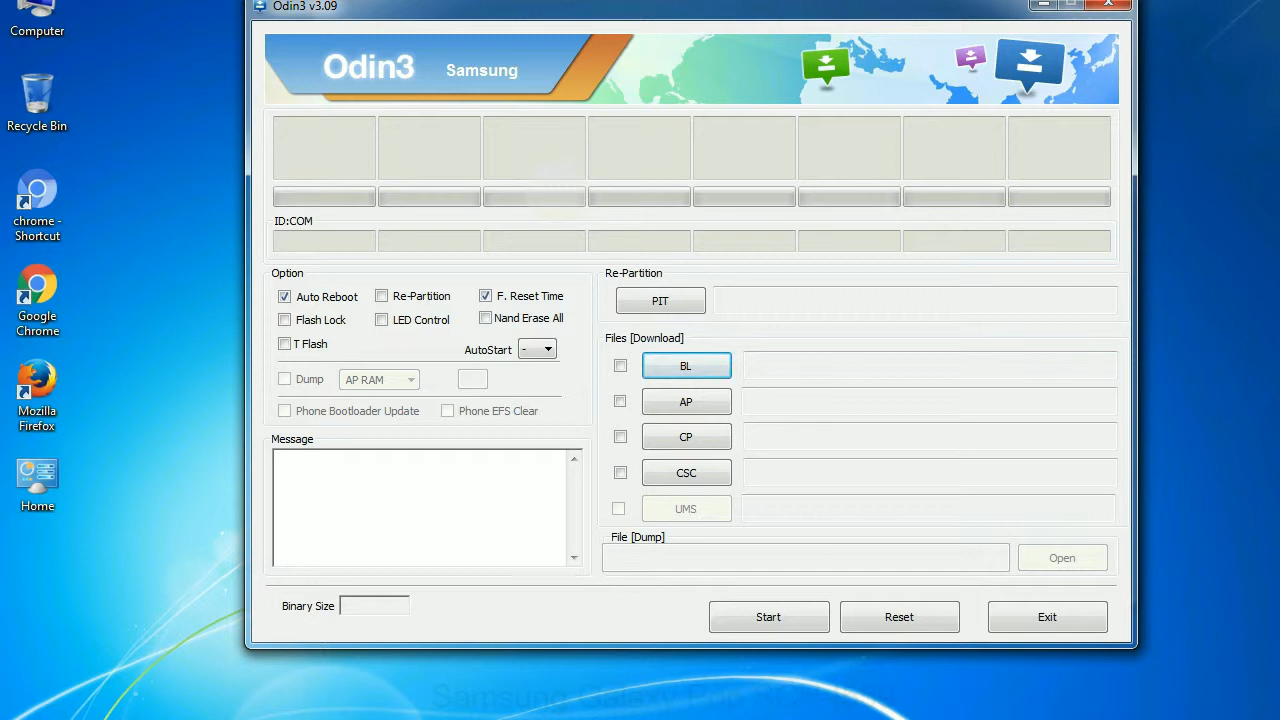 Odin3 v3.09
Computer
Recycle Bin
chrome -
Shortcut
Google
Chrome
Mozilla
Firefox
Home
Odin3 Samsung
ID:COM
Option
Auto Reboot Re-Partition F. Reset Time
Flash Lock LED Control Nand Erase All
T Flash
AutoStart -
Dump AP RAM
Phone Bootloader Update Phone EFS Clear
Message
Re-Partition
PIT
Files [Download]
BL
AP
CP
CSC
UMS
File [Dump]
Open
Binary Size
Start Reset Exit
Samsung Galaxy